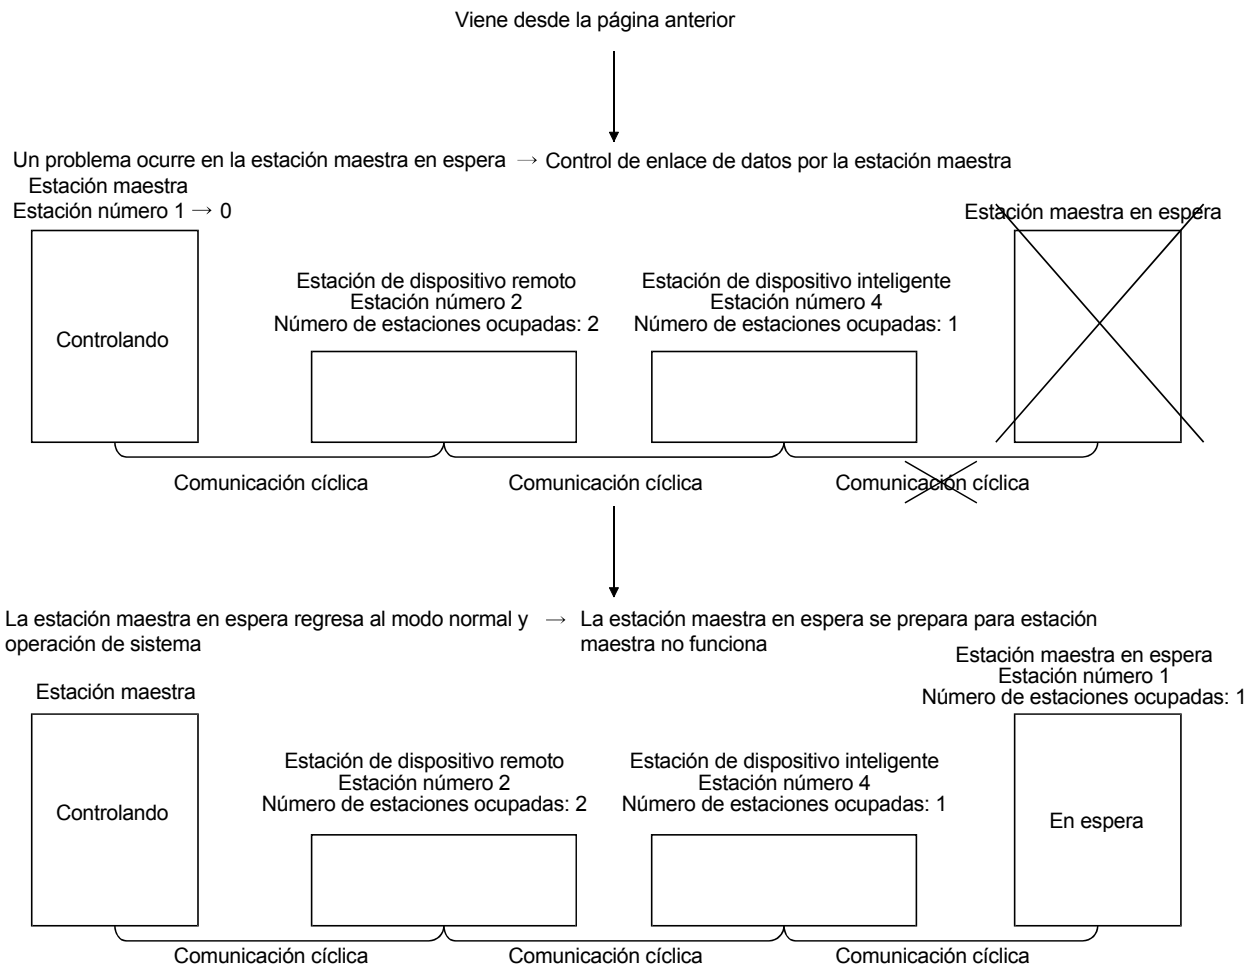 Viene desde la página anterior
Un problema ocurre en la estación maestra en espera → Control de enlace de datos por la estación maestra
Estación maestra
Estación número 1 → 0
Estación maestra en espera
Controlando
Estación de dispositivo remoto
Estación número 2
Número de estaciones ocupadas: 2
Estación de dispositivo inteligente
Estación número 4
Número de estaciones ocupadas: 1
Comunicación cíclica
Comunicación cíclica
Comunicación cíclica
La estación maestra en espera regresa al modo normal y
operación de sistema
→ La estación maestra en espera se prepara para estación
maestra no funciona
Estación maestra
Estación maestra en espera
Estación número 1
Número de estaciones ocupadas: 1
Controlando
Estación de dispositivo remoto
Estación número 2
Número de estaciones ocupadas: 2
Estación de dispositivo inteligente
Estación número 4
Número de estaciones ocupadas: 1
En espera
Comunicación cíclica
Comunicación cíclica
Comunicación cíclica